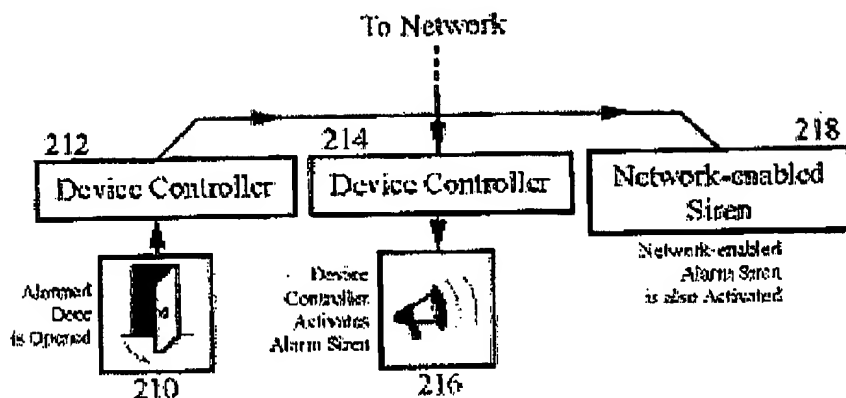 To Network
212
214
218
Device Controller
Device Controller
Network-enabled
Siren
Alarmed
Door
is Opened
Device
Controller
Activates
Alarm Siren
Network-enabled
Alarm Siren
is also Activated
210
216